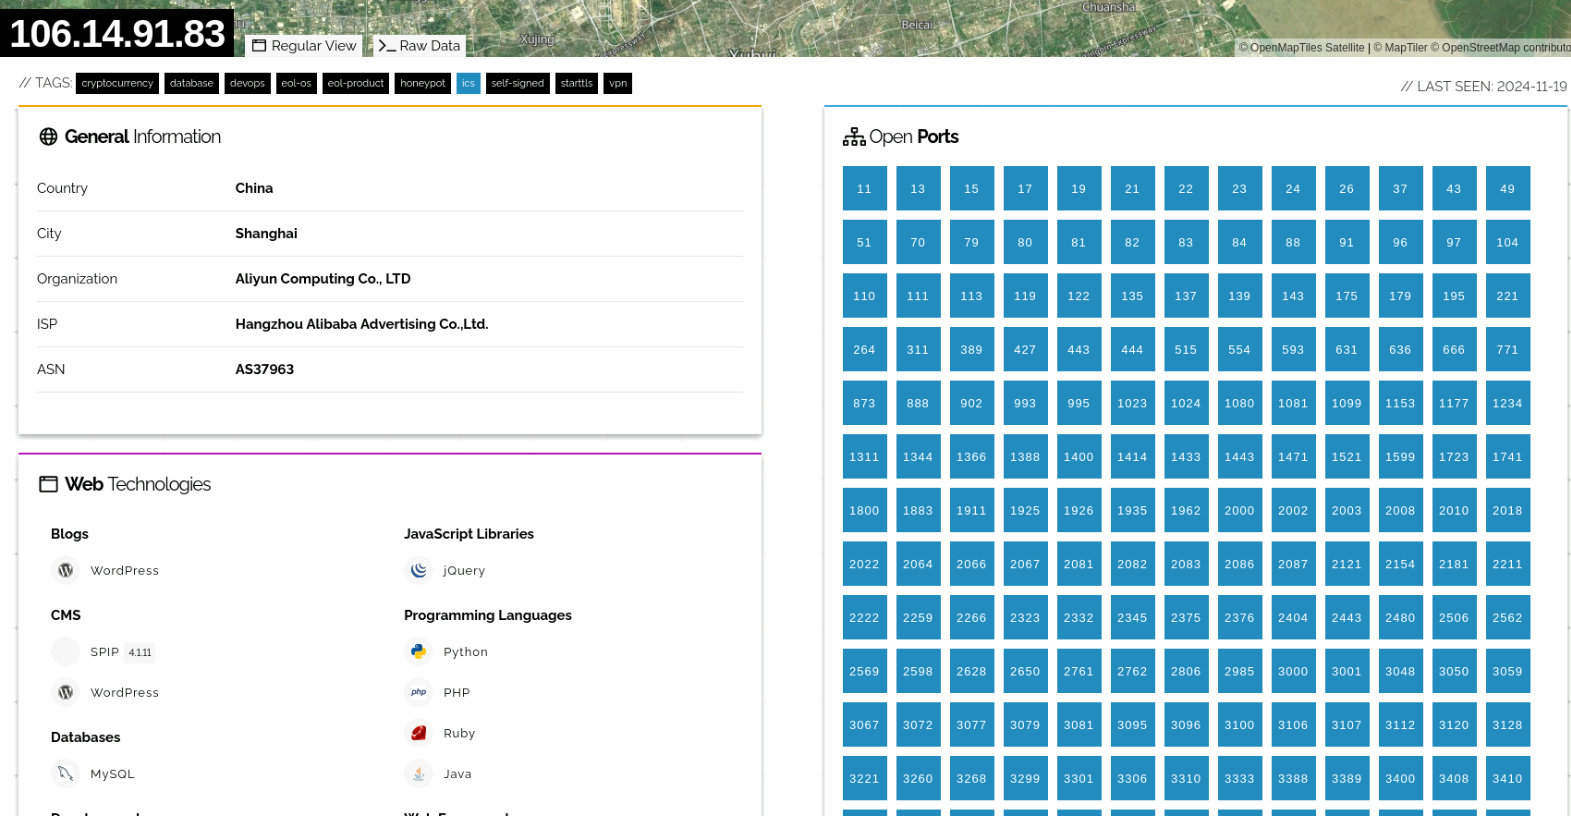 Chuansha
Beicai
Xujing
106.14.91.83
Regular View
Raw Data
© OpenMapTiles Satellite | © MapTiler © OpenStreetMap contributo
// TAGS: cryptocurrency database devops eol-os eol-product honeypot ics self-signed starttls vpn
// LAST SEEN: 2024-11-19
General Information
Country China
City Shanghai
Organization Aliyun Computing Co., LTD
ISP Hangzhou Alibaba Advertising Co.,Ltd.
ASN AS37963
Web Technologies
Blogs
WordPress
CMS
SPIP 4.1.11
WordPress
Databases
MySQL
JavaScript Libraries
jQuery
Programming Languages
Python
PHP
Ruby
Java
Open Ports
11 13 15 17 19 21 22 23 24 26 37 43 49
51 70 79 80 81 82 83 84 88 91 96 97 104
110 111 113 119 122 135 137 139 143 175 179 195 221
264 311 389 427 443 444 515 554 593 631 636 666 771
873 888 902 993 995 1023 1024 1080 1081 1099 1153 1177 1234
1311 1344 1366 1388 1400 1414 1433 1443 1471 1521 1599 1723 1741
1800 1883 1911 1925 1926 1935 1962 2000 2002 2003 2008 2010 2018
2022 2064 2066 2067 2081 2082 2083 2086 2087 2121 2154 2181 2211
2222 2259 2266 2323 2332 2345 2375 2376 2404 2443 2480 2506 2562
2569 2598 2628 2650 2761 2762 2806 2985 3000 3001 3048 3050 3059
3067 3072 3077 3079 3081 3095 3096 3100 3106 3107 3112 3120 3128
3221 3260 3268 3299 3301 3306 3310 3333 3388 3389 3400 3408 3410